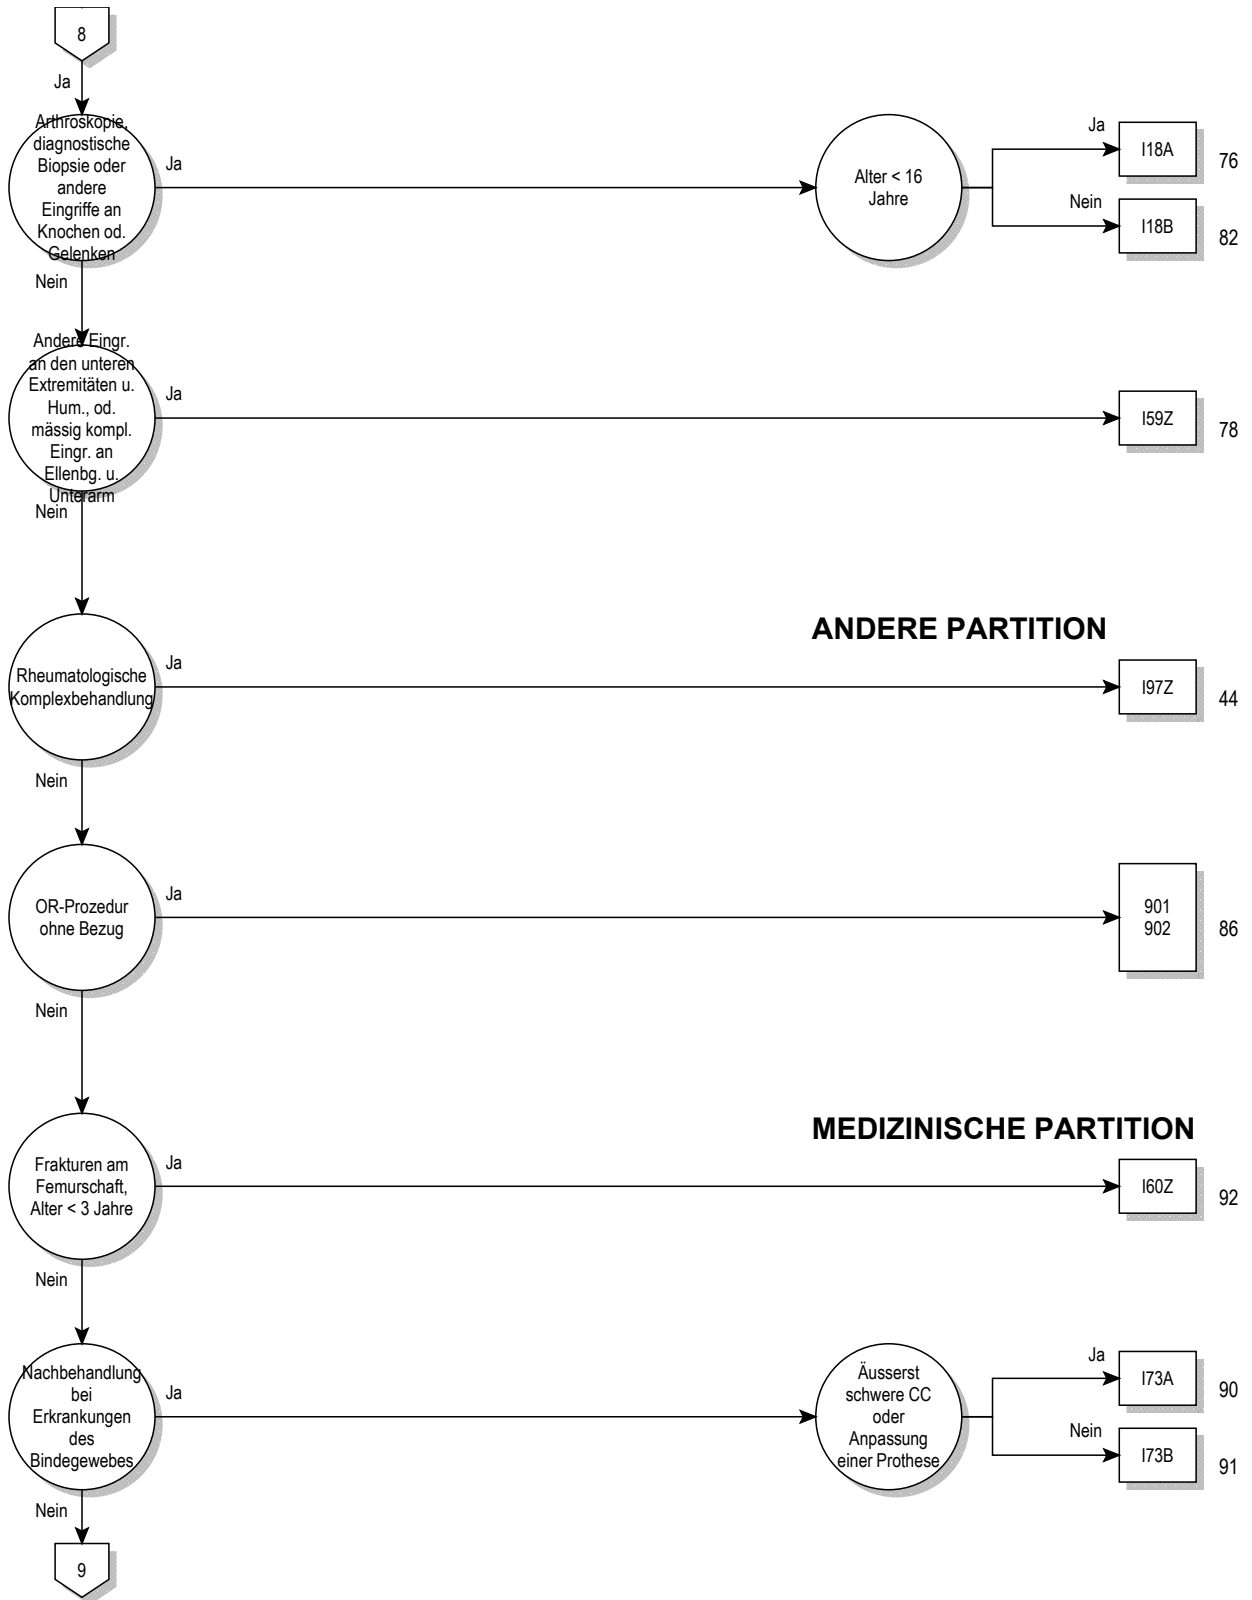 8
Ja
Arthroskopie,
diagnostische
Biopsie oder
andere
Eingriffe an
Knochen od.
Gelenken
Ja
Alter < 16
Jahre
Ja
I18A
76
Nein
I18B
82
Nein
Andere Eingr.
an den unteren
Extremitäten u.
Hum., od.
mässig kompl.
Eingr. an
Ellenbg. u.
Unterarm
Ja
I59Z
78
Nein
ANDERE PARTITION
Rheumatologische
Komplexbehandlung
Ja
I97Z
44
Nein
OR-Prozedur
ohne Bezug
Ja
901
902
86
Nein
MEDIZINISCHE PARTITION
Frakturen am
Femurschaft,
Alter < 3 Jahre
Ja
I60Z
92
Nein
Nachbehandlung
bei
Erkrankungen
des
Bindegewebes
Ja
Äusserst
schwere CC
oder
Anpassung
einer Prothese
Ja
I73A
90
Nein
I73B
91
Nein
9